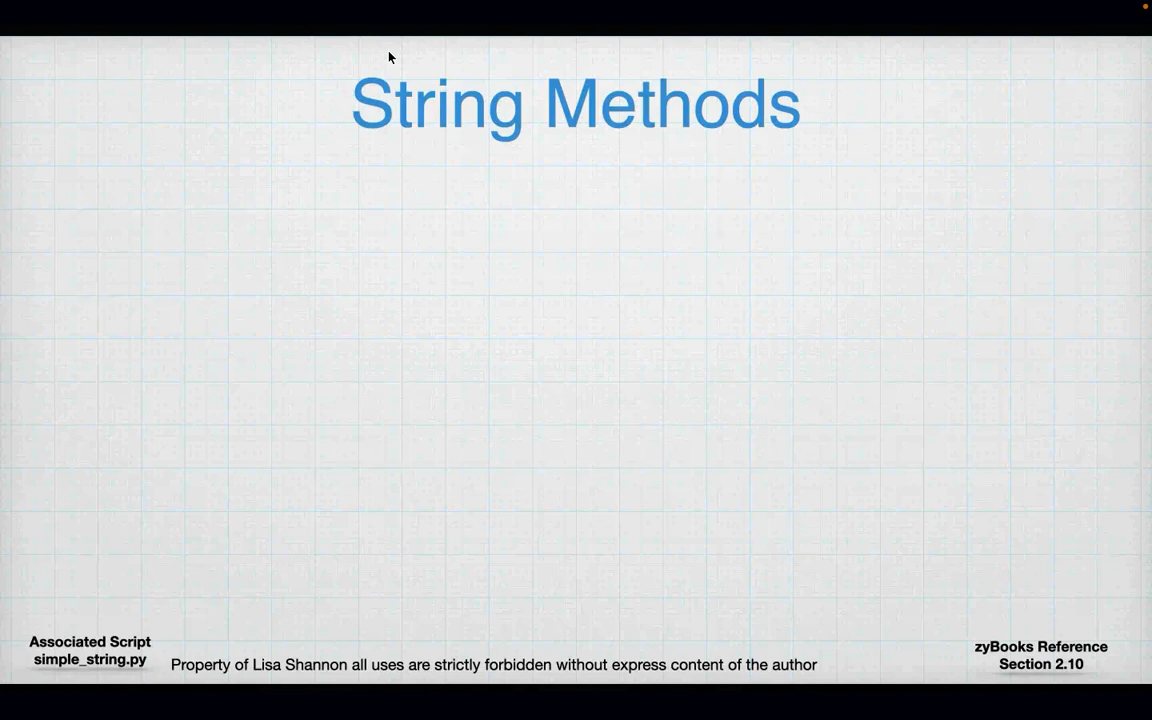 String Methods
Associated Script
simple_string.py
Property of Lisa Shannon all uses are strictly forbidden without express content of the author
zyBooks Reference
Section 2.10